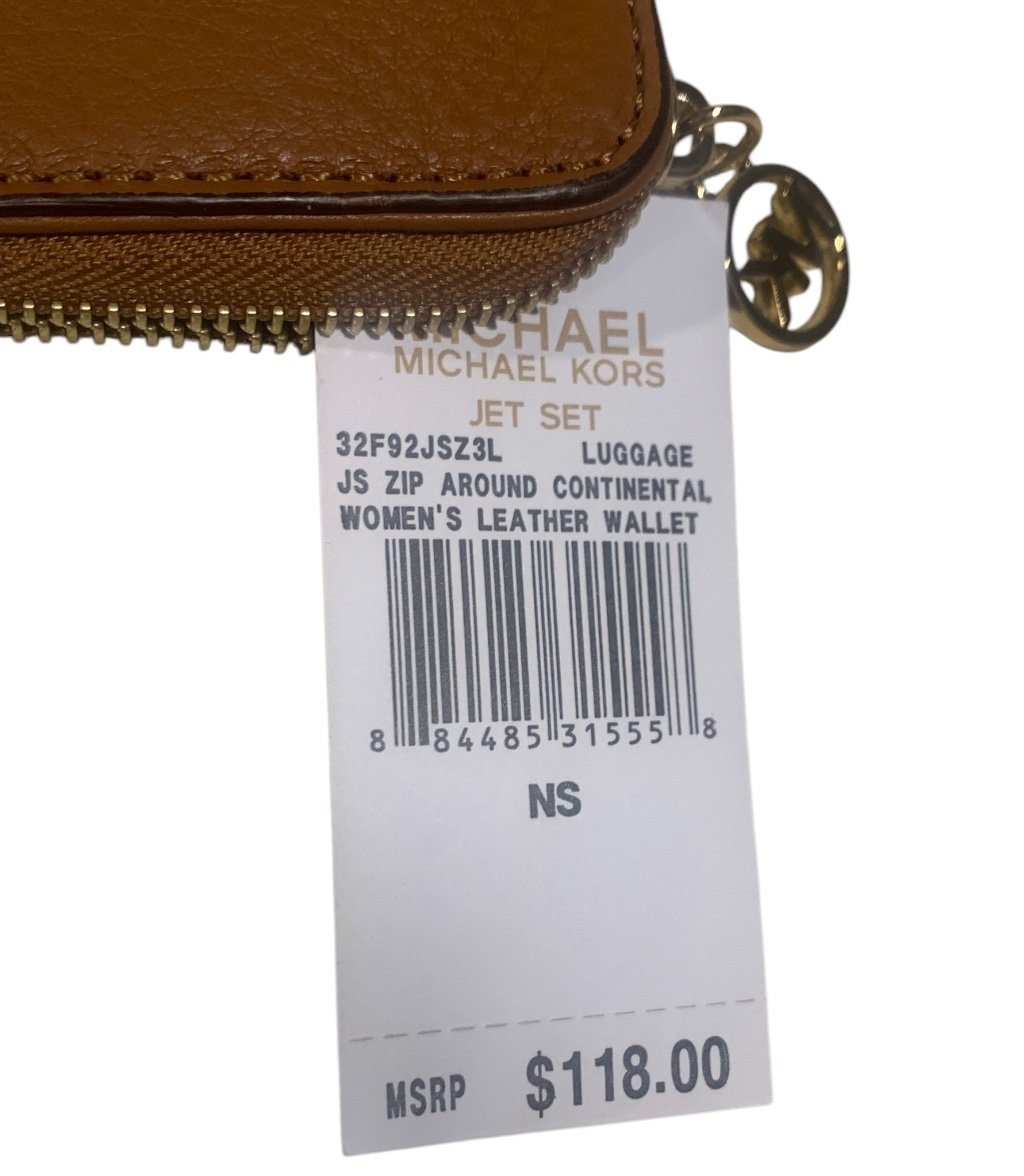 MICHAEL
MICHAEL KORS
JET SET
32F92JSZ3L LUGGAGE
JS ZIP AROUND CONTINENTAL
WOMEN'S LEATHER WALLET
8 84485 31555 8
NS
MSRP $118.00
MK